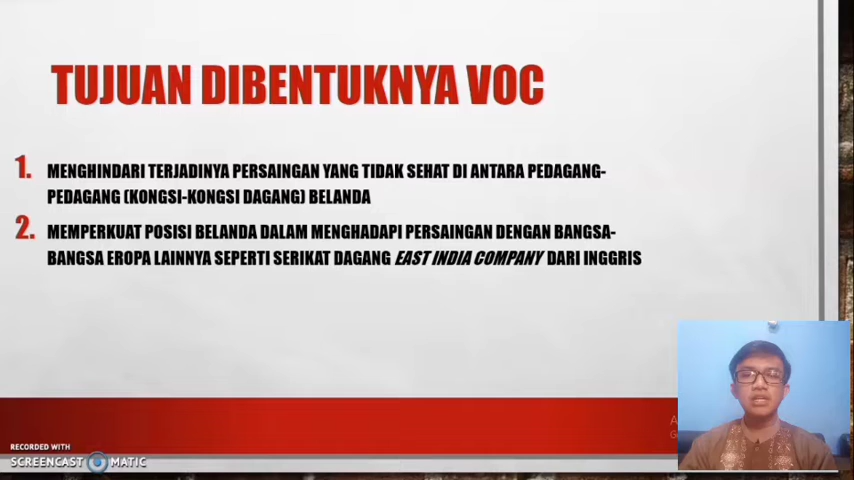 TUJUAN DIBENTUKNYA VOC
1. MENGHINDARI TERJADINYA PERSAINGAN YANG TIDAK SEHAT DI ANTARA PEDAGANG-
PEDAGANG (KONGSI-KONGSI DAGANG) BELANDA
2. MEMPERKUAT POSISI BELANDA DALAM MENGHADAPI PERSAINGAN DENGAN BANGSA-
BANGSA EROPA LAINNYA SEPERTI SERIKAT DAGANG EAST INDIA COMPANY DARI INGGRIS
RECORDED WITH
SCREENCAST MATIC